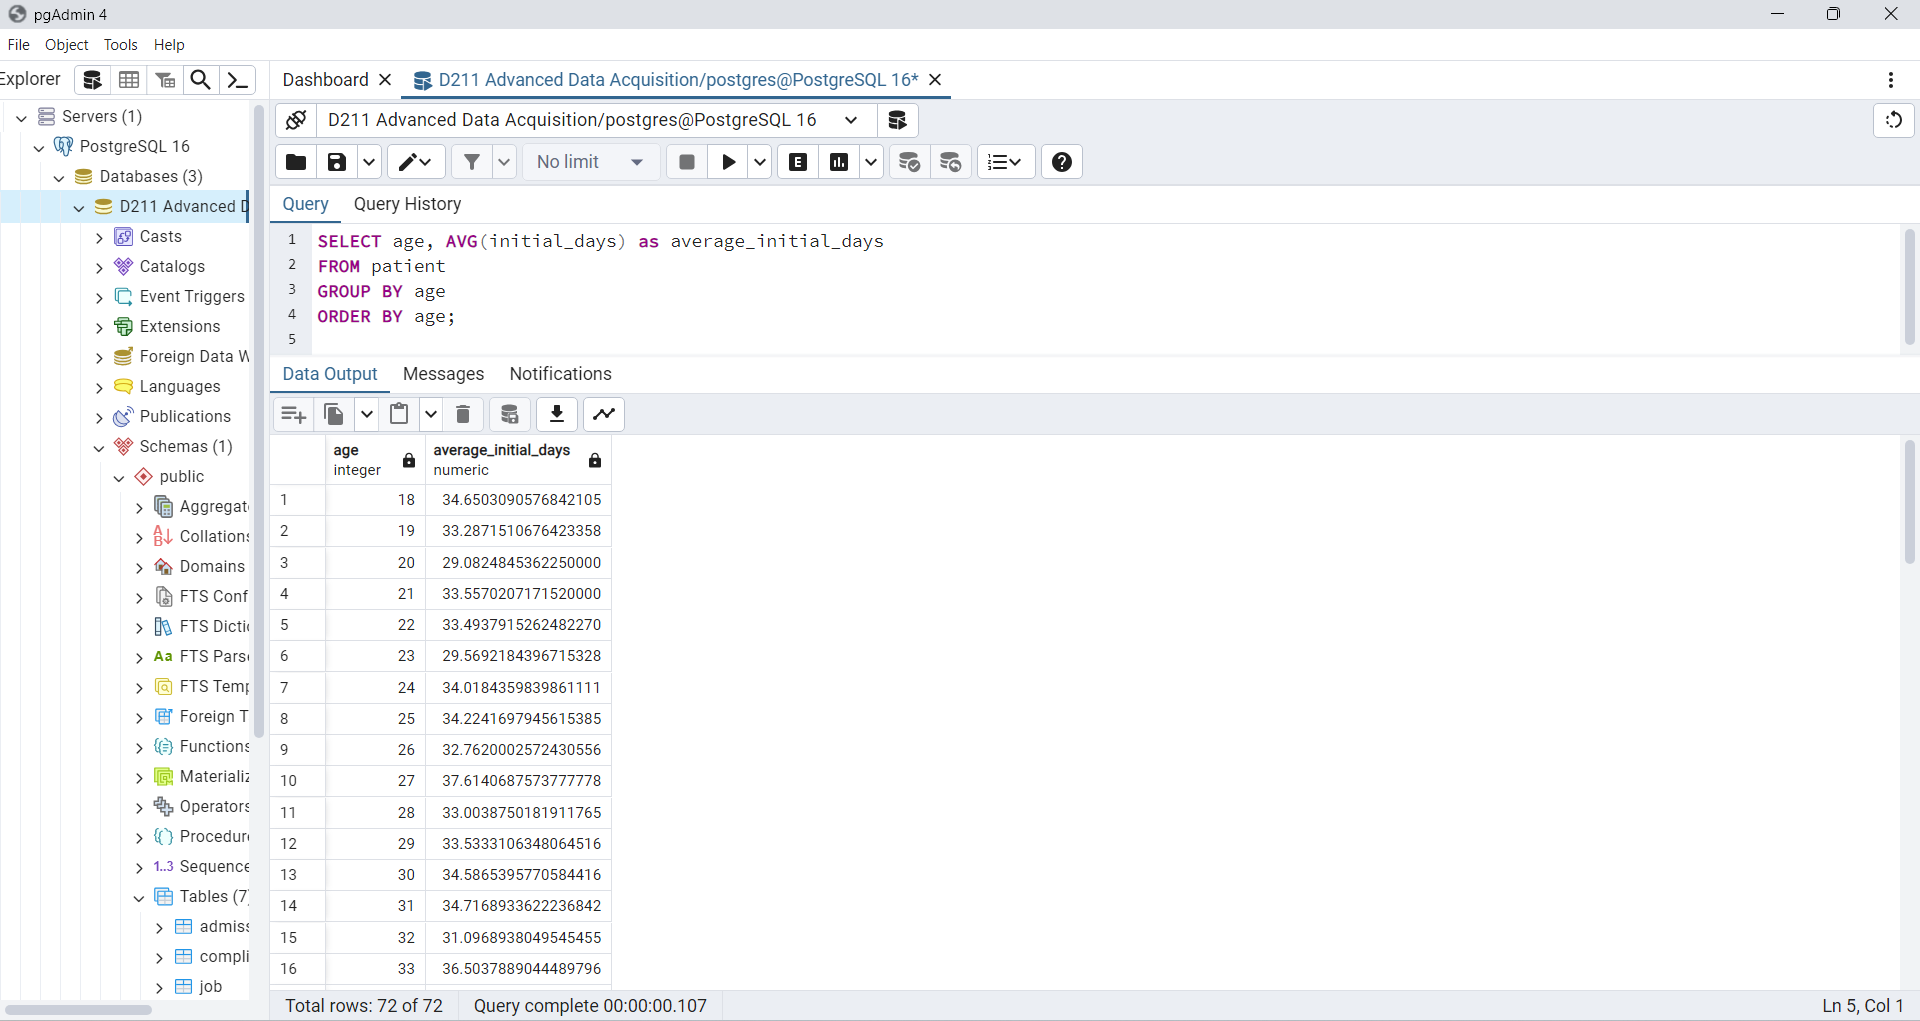 pgAdmin 4
File Object Tools Help
Explorer
Dashboard D211 Advanced Data Acquisition/postgres@PostgreSQL 16*
Servers (1)
PostgreSQL 16
Databases (3)
D211 Advanced D
Casts
Catalogs
Event Triggers
Extensions
Foreign Data W
Languages
Publications
Schemas (1)
public
Aggregat
Collations
Domains
FTS Conf
FTS Dictio
FTS Parse
FTS Temp
Foreign T
Functions
Materializ
Operators
Procedur
1..3 Sequence
Tables (7)
admiss
compli
job
D211 Advanced Data Acquisition/postgres@PostgreSQL 16
No limit
Query Query History
1 SELECT age, AVG(initial_days) as average_initial_days
2 FROM patient
3 GROUP BY age
4 ORDER BY age;
5
Data Output Messages Notifications
age average_initial_days
integer numeric
1 18 34.6503090576842105
2 19 33.2871510676423358
3 20 29.0824845362250000
4 21 33.5570207171520000
5 22 33.4937915262482270
6 23 29.5692184396715328
7 24 34.0184359839861111
8 25 34.2241697945615385
9 26 32.7620002572430556
10 27 37.6140687573777778
11 28 33.0038750181911765
12 29 33.5333106348064516
13 30 34.5865395770584416
14 31 34.7168933622236842
15 32 31.0968938049545455
16 33 36.5037889044489796
Total rows: 72 of 72 Query complete 00:00:00.107
Ln 5, Col 1